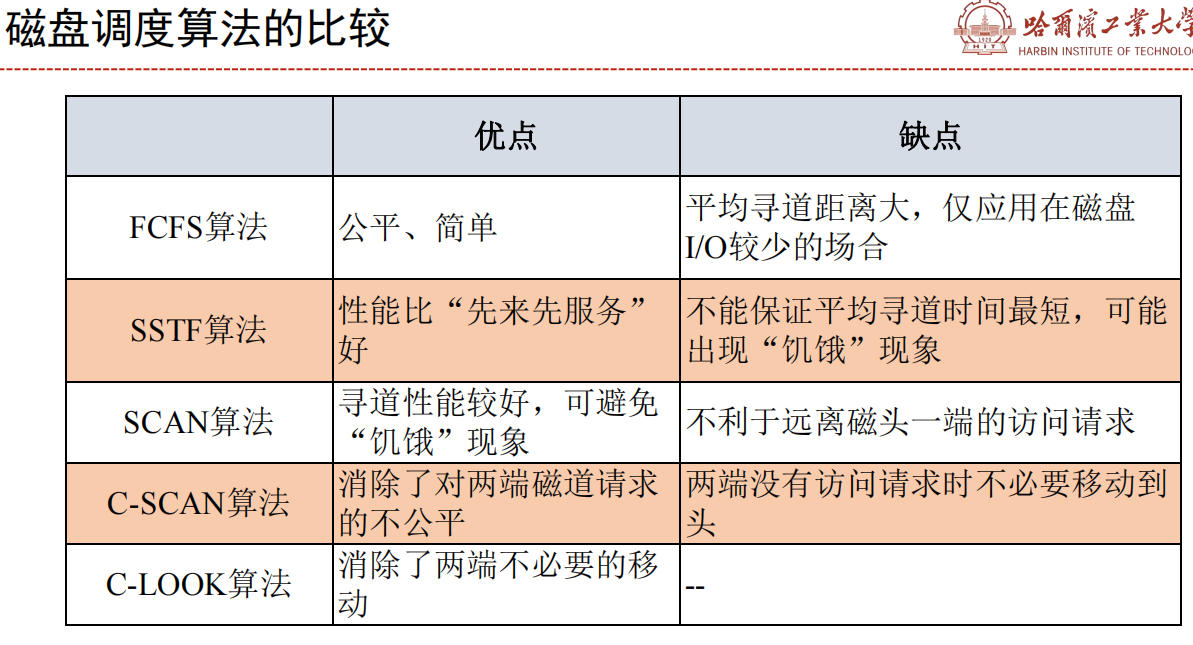 磁盘调度算法的比较
哈爾濱工業大學
HARBIN INSTITUTE OF TECHNOLO
1920
HIT
优点
缺点
FCFS算法
公平、简单
平均寻道距离大，仅应用在磁盘
I/O较少的场合
SSTF算法
性能比“先来先服务”
好
不能保证平均寻道时间最短，可能
出现“饥饿”现象
SCAN算法
寻道性能较好，可避免
“饥饿”现象
不利于远离磁头一端的访问请求
C-SCAN算法
消除了对两端磁道请求
的不公平
两端没有访问请求时不必要移动到
头
C-LOOK算法
消除了两端不必要的移
动
--